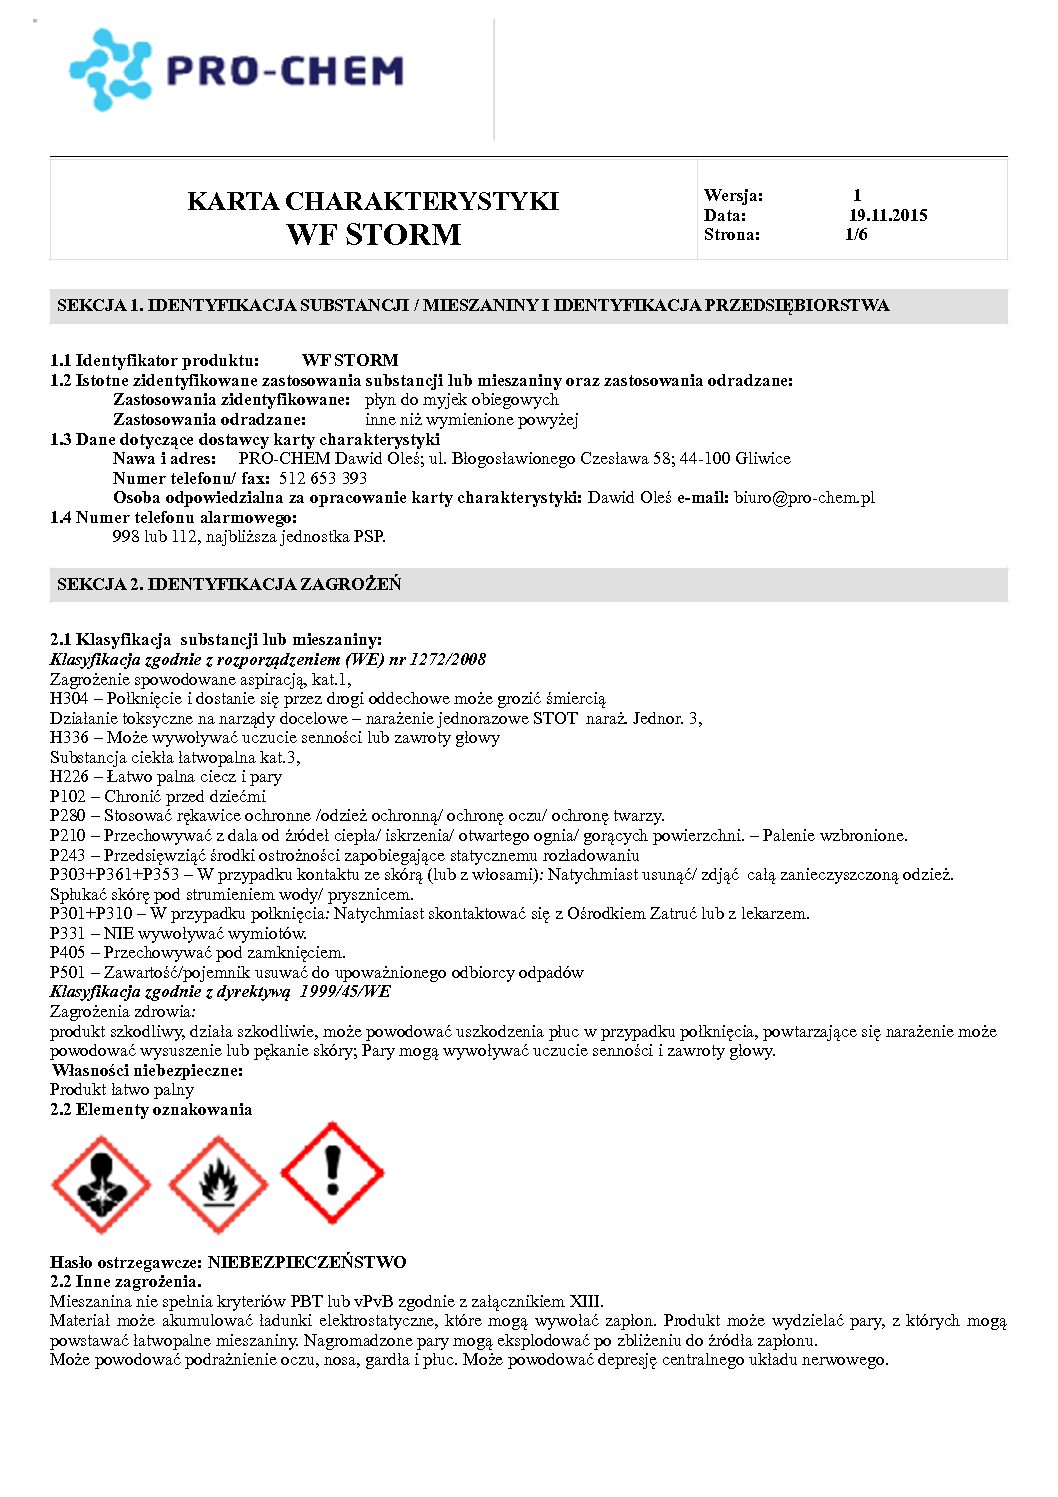 PRO-CHEM
KARTA CHARAKTERYSTYKI
WF STORM
Wersja: 1
Data: 19.11.2015
Strona: 1/6
SEKCJA 1. IDENTYFIKACJA SUBSTANCJI / MIESZANINY I IDENTYFIKACJA PRZEDSIĘBIORSTWA
1.1 Identyfikator produktu: WF STORM
1.2 Istotne zidentyfikowane zastosowania substancji lub mieszaniny oraz zastosowania odradzane:
Zastosowania zidentyfikowane: płyn do myjek obiegowych
Zastosowania odradzane: inne niż wymienione powyżej
1.3 Dane dotyczące dostawcy karty charakterystyki
Nawa i adres: PRO-CHEM Dawid Oleś; ul. Błogosławionego Czesława 58; 44-100 Gliwice
Numer telefonu/ fax: 512 653 393
Osoba odpowiedzialna za opracowanie karty charakterystyki: Dawid Oleś e-mail: biuro@pro-chem.pl
1.4 Numer telefonu alarmowego:
998 lub 112, najbliższa jednostka PSP.
SEKCJA 2. IDENTYFIKACJA ZAGROŻEŃ
2.1 Klasyfikacja substancji lub mieszaniny:
Klasyfikacja zgodnie z rozporządzeniem (WE) nr 1272/2008
Zagrożenie spowodowane aspiracją, kat.1,
H304 – Połknięcie i dostanie się przez drogi oddechowe może grozić śmiercią
Działanie toksyczne na narządy docelowe – narażenie jednorazowe STOT naraż. Jednor. 3,
H336 – Może wywoływać uczucie senności lub zawroty głowy
Substancja ciekła łatwopalna kat.3,
H226 – Łatwo palna ciecz i pary
P102 – Chronić przed dziećmi
P280 – Stosować rękawice ochronne /odzież ochronną/ ochronę oczu/ ochronę twarzy.
P210 – Przechowywać z dala od źródeł ciepła/ iskrzenia/ otwartego ognia/ gorących powierzchni. – Palenie wzbronione.
P243 – Przedsięwziąć środki ostrożności zapobiegające statycznemu rozładowaniu
P303+P361+P353 – W przypadku kontaktu ze skórą (lub z włosami): Natychmiast usunąć/ zdjąć całą zanieczyszczoną odzież.
Spłukać skórę pod strumieniem wody/ prysznicem.
P301+P310 – W przypadku połknięcia: Natychmiast skontaktować się z Ośrodkiem Zatruć lub z lekarzem.
P331 – NIE wywoływać wymiotów.
P405 – Przechowywać pod zamknięciem.
P501 – Zawartość/pojemnik usuwać do upoważnionego odbiorcy odpadów
Klasyfikacja zgodnie z dyrektywą 1999/45/WE
Zagrożenia zdrowia:
produkt szkodliwy, działa szkodliwie, może powodować uszkodzenia płuc w przypadku połknięcia, powtarzające się narażenie może
powodować wysuszenie lub pękanie skóry; Pary mogą wywoływać uczucie senności i zawroty głowy.
Własności niebezpieczne:
Produkt łatwo palny
2.2 Elementy oznakowania
Hasło ostrzegawcze: NIEBEZPIECZEŃSTWO
2.2 Inne zagrożenia.
Mieszanina nie spełnia kryteriów PBT lub vPvB zgodnie z załącznikiem XIII.
Materiał może akumulować ładunki elektrostatyczne, które mogą wywołać zapłon. Produkt może wydzielać pary, z których mogą
powstawać łatwopalne mieszaniny. Nagromadzone pary mogą eksplodować po zbliżeniu do źródła zapłonu.
Może powodować podrażnienie oczu, nosa, gardła i płuc. Może powodować depresję centralnego układu nerwowego.